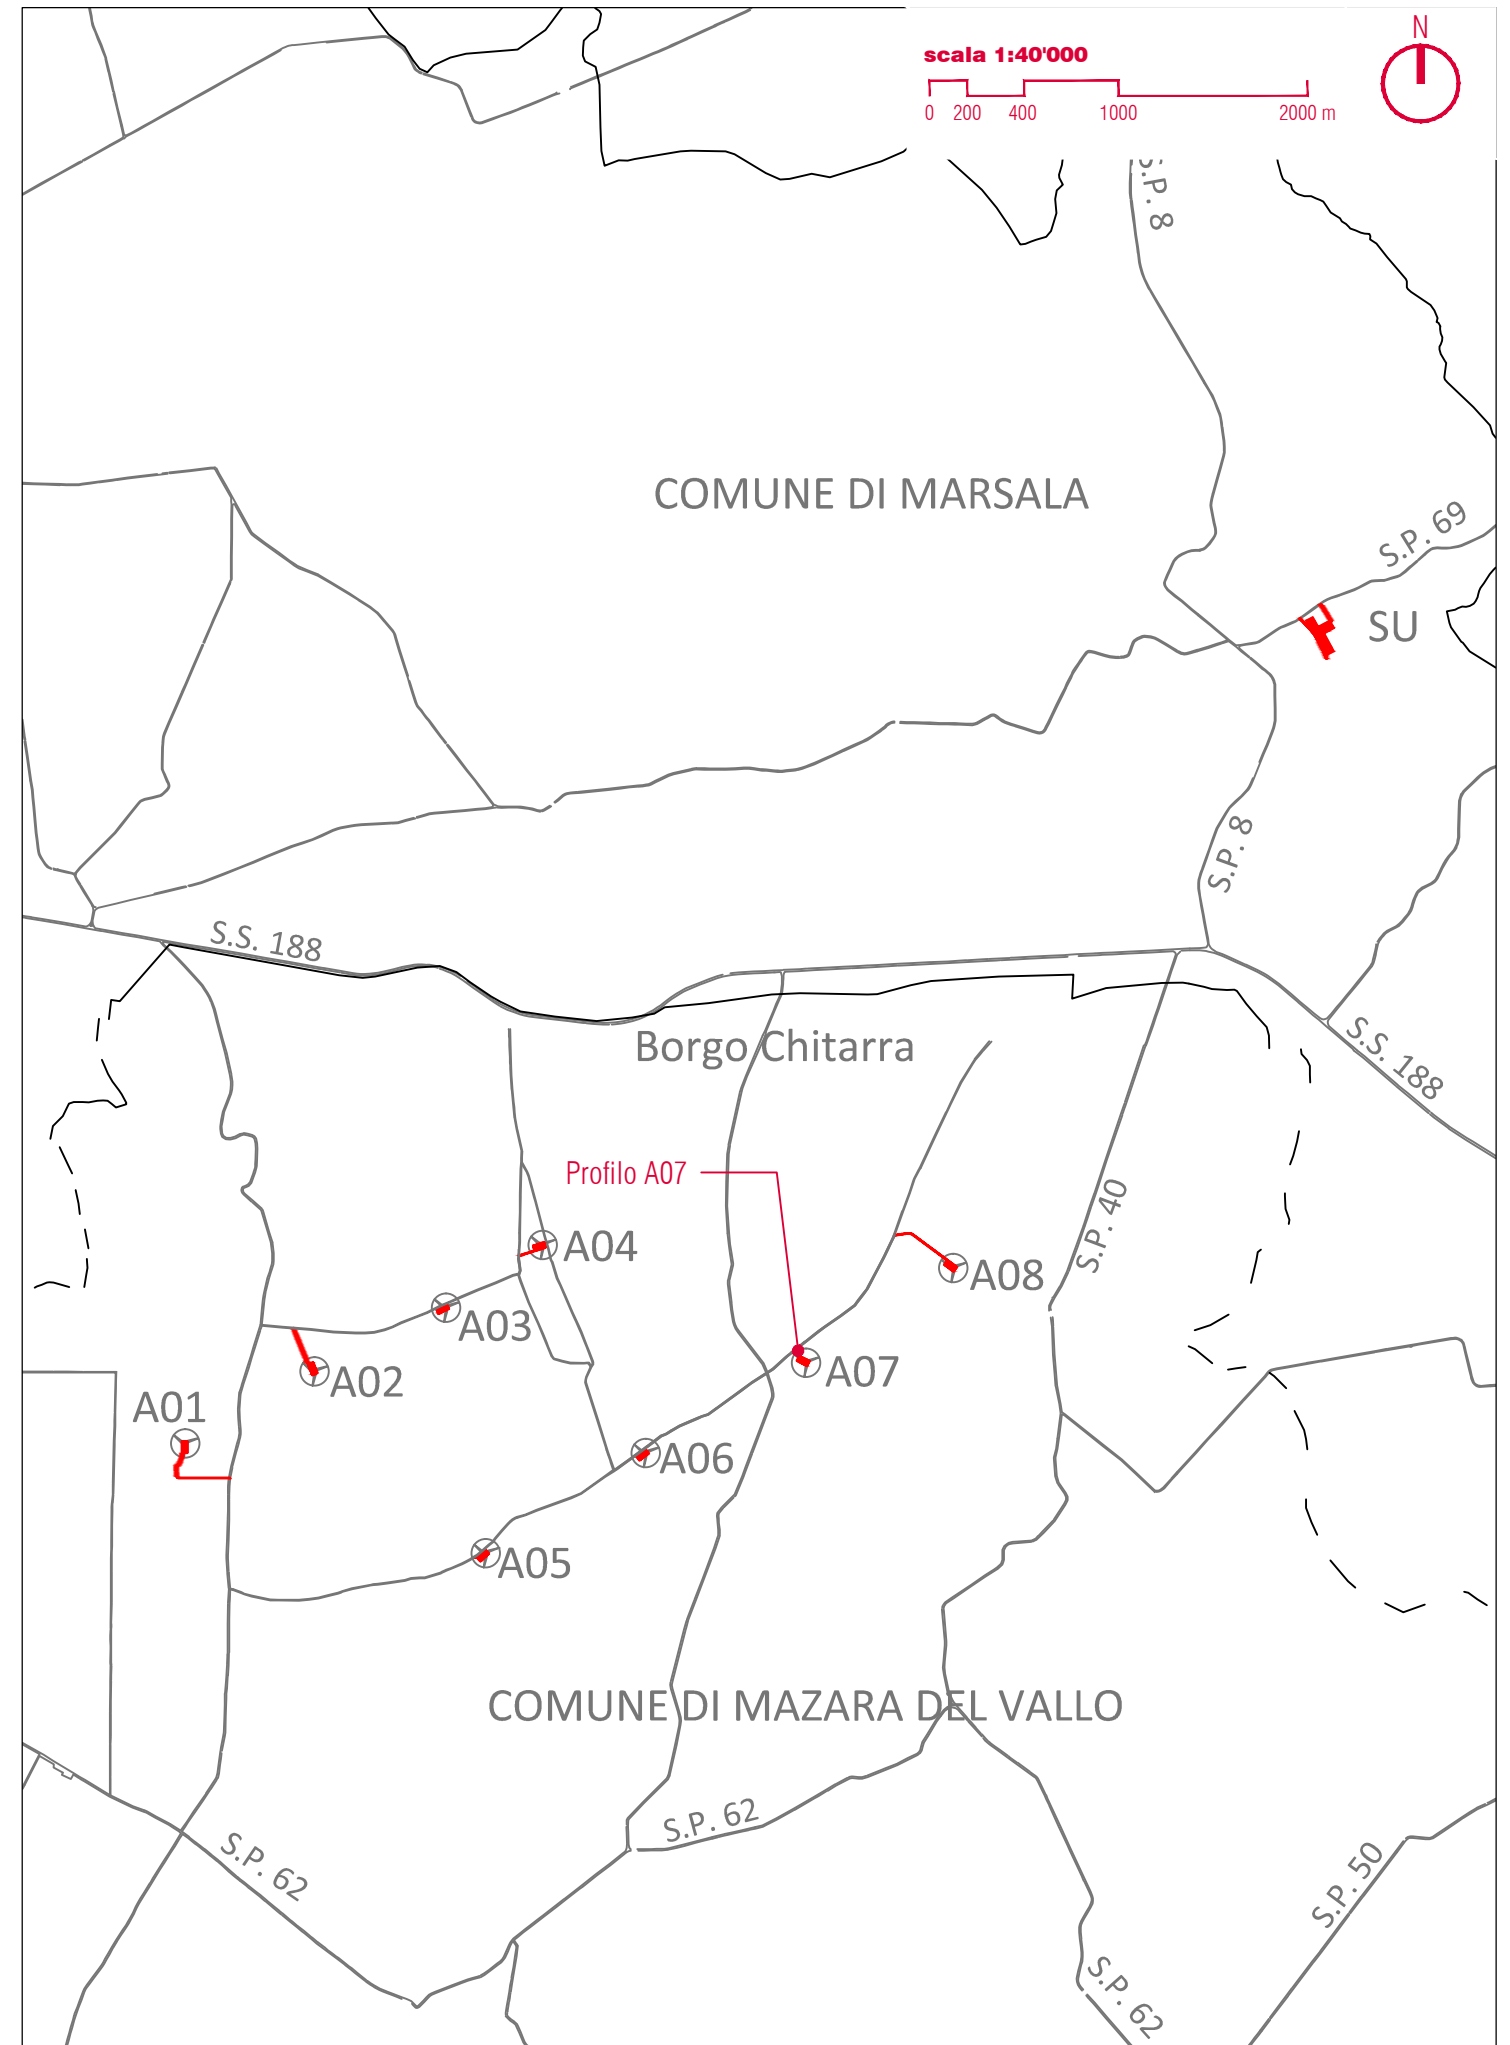 N
scala 1:40'000
0 200 400 1000 2000 m
S.P. 8
COMUNE DI MARSALA
S.P. 69
SU
S.P. 8
S.S. 188
Borgo Chitarra
S.S. 188
Profilo A07
S.P. 40
A04
A08
A03
A07
A02
A01
A06
A05
COMUNE DI MAZARA DEL VALLO
S.P. 62
S.P. 62
S.P. 50
S.P. 62